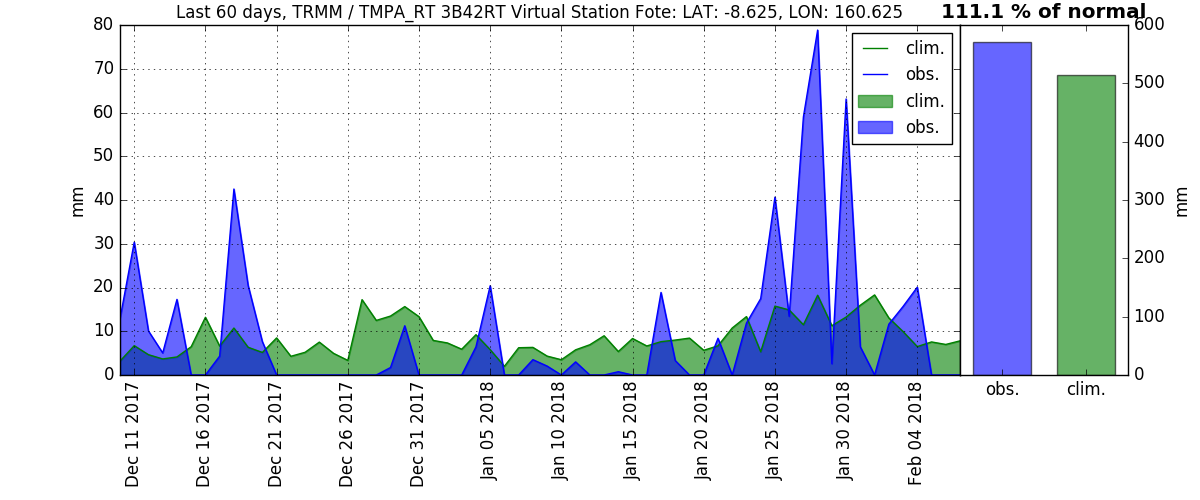 Last 60 days, TRMM / TMPA_RT 3B42RT Virtual Station Fote: LAT: -8.625, LON: 160.625
111.1 % of normal
80
70
60
50
40
30
20
10
0
mm
clim.
obs.
clim.
obs.
600
500
400
300
200
100
0
mm
Dec 11 2017
Dec 16 2017
Dec 21 2017
Dec 26 2017
Dec 31 2017
Jan 05 2018
Jan 10 2018
Jan 15 2018
Jan 20 2018
Jan 25 2018
Jan 30 2018
Feb 04 2018
obs.
clim.